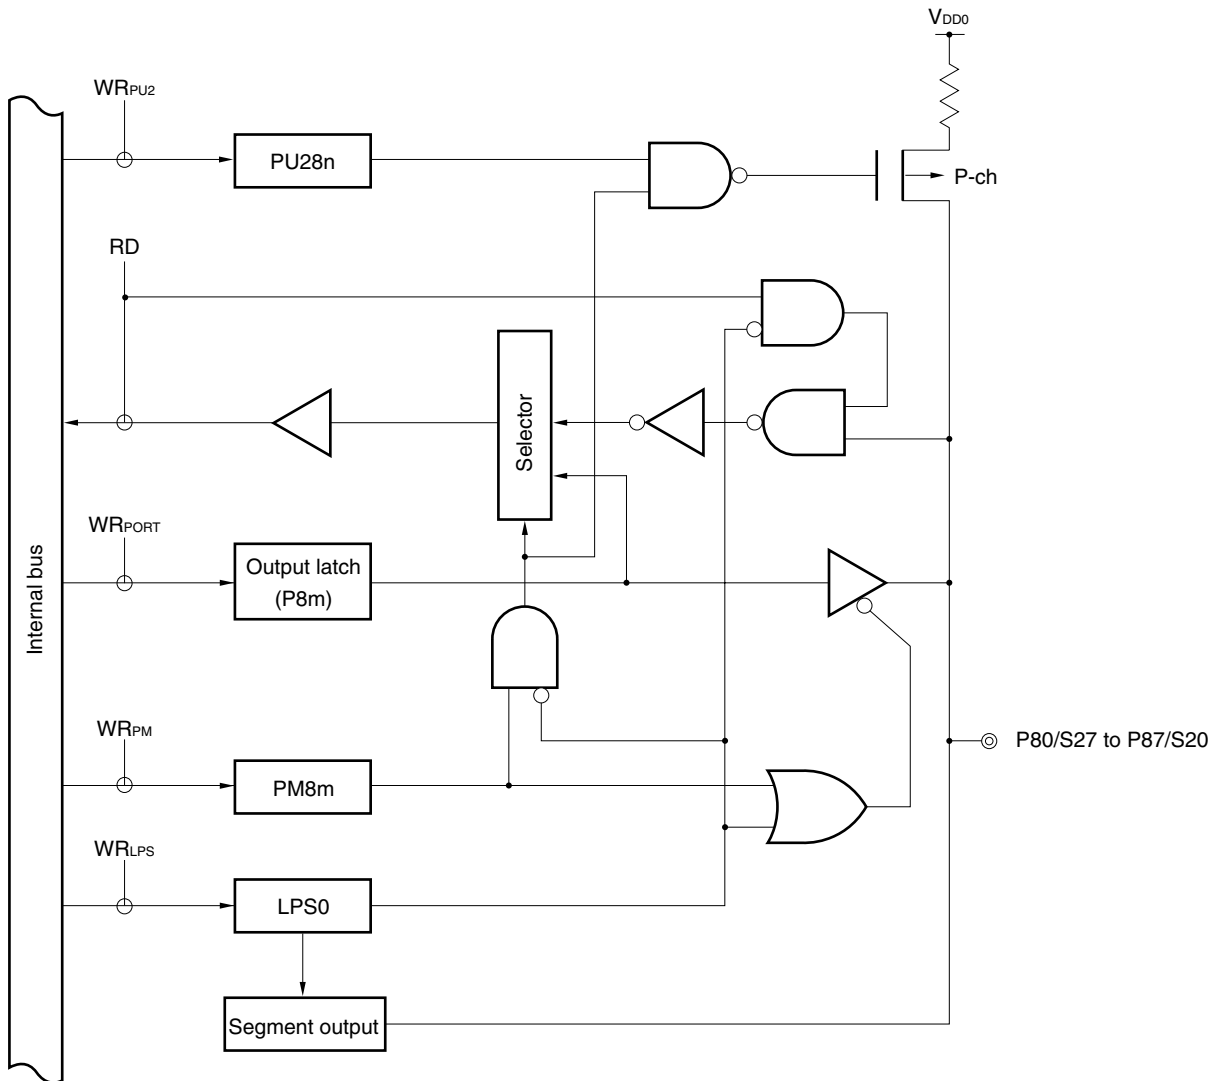 VDD0
WRPU2
PU28n
P-ch
RD
Selector
WRPORT
Output latch
(P8m)
Internal bus
WRPM
P80/S27 to P87/S20
PM8m
WRLPS
LPS0
Segment output